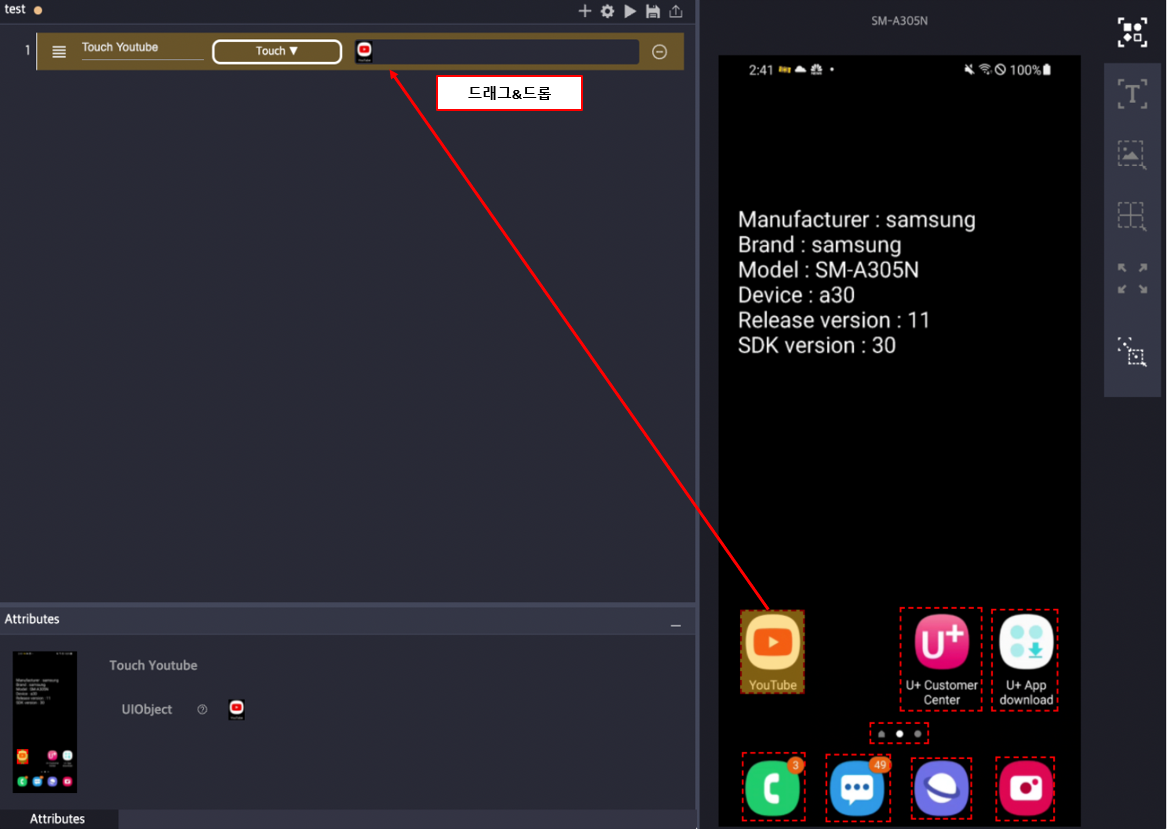 test
1
Touch Youtube
Touch ▼
드래그&드롭
Attributes
Touch Youtube
UIObject
Attributes
SM-A305N
2:41
100%
Manufacturer : samsung
Brand : samsung
Model : SM-A305N
Device : a30
Release version : 11
SDK version : 30
YouTube
U+
U+ Customer
Center
U+ App
download
3
49
T